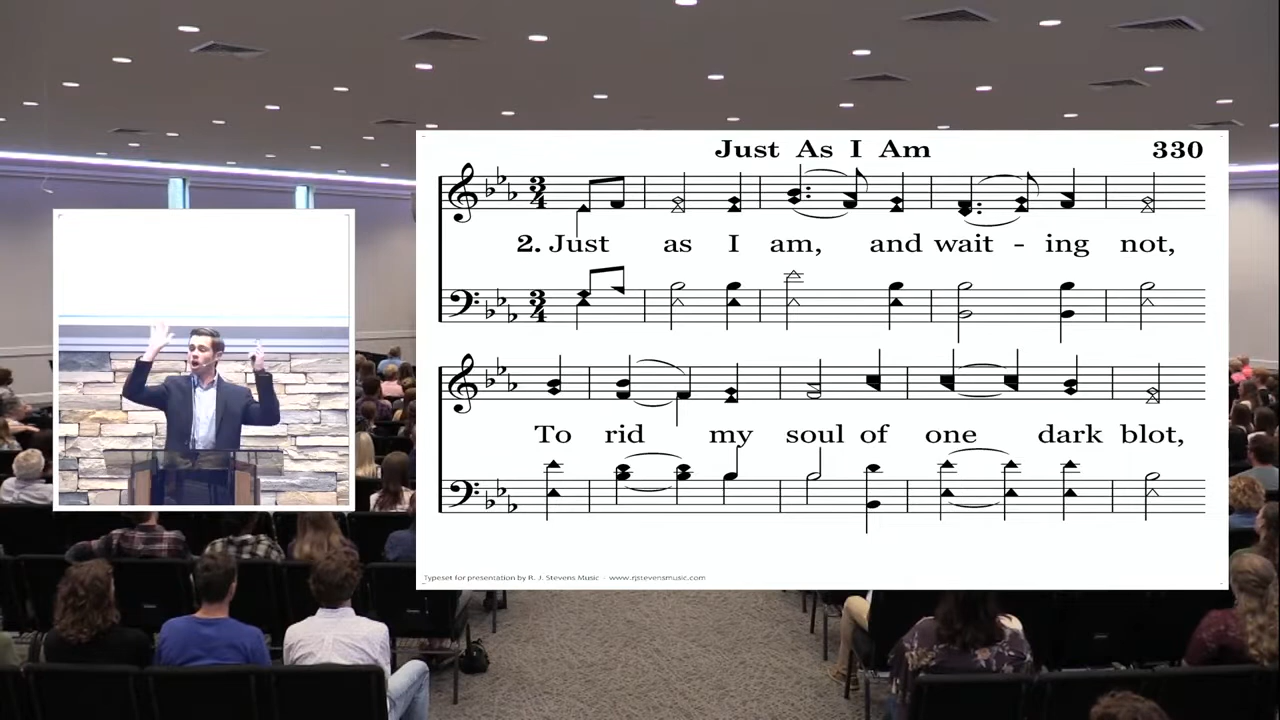 Just As I Am 330
2. Just as I am, and wait - ing not,
To rid my soul of one dark blot,
Typeset for presentation by R. J. Stevens Music - www.rjstevensmusic.com